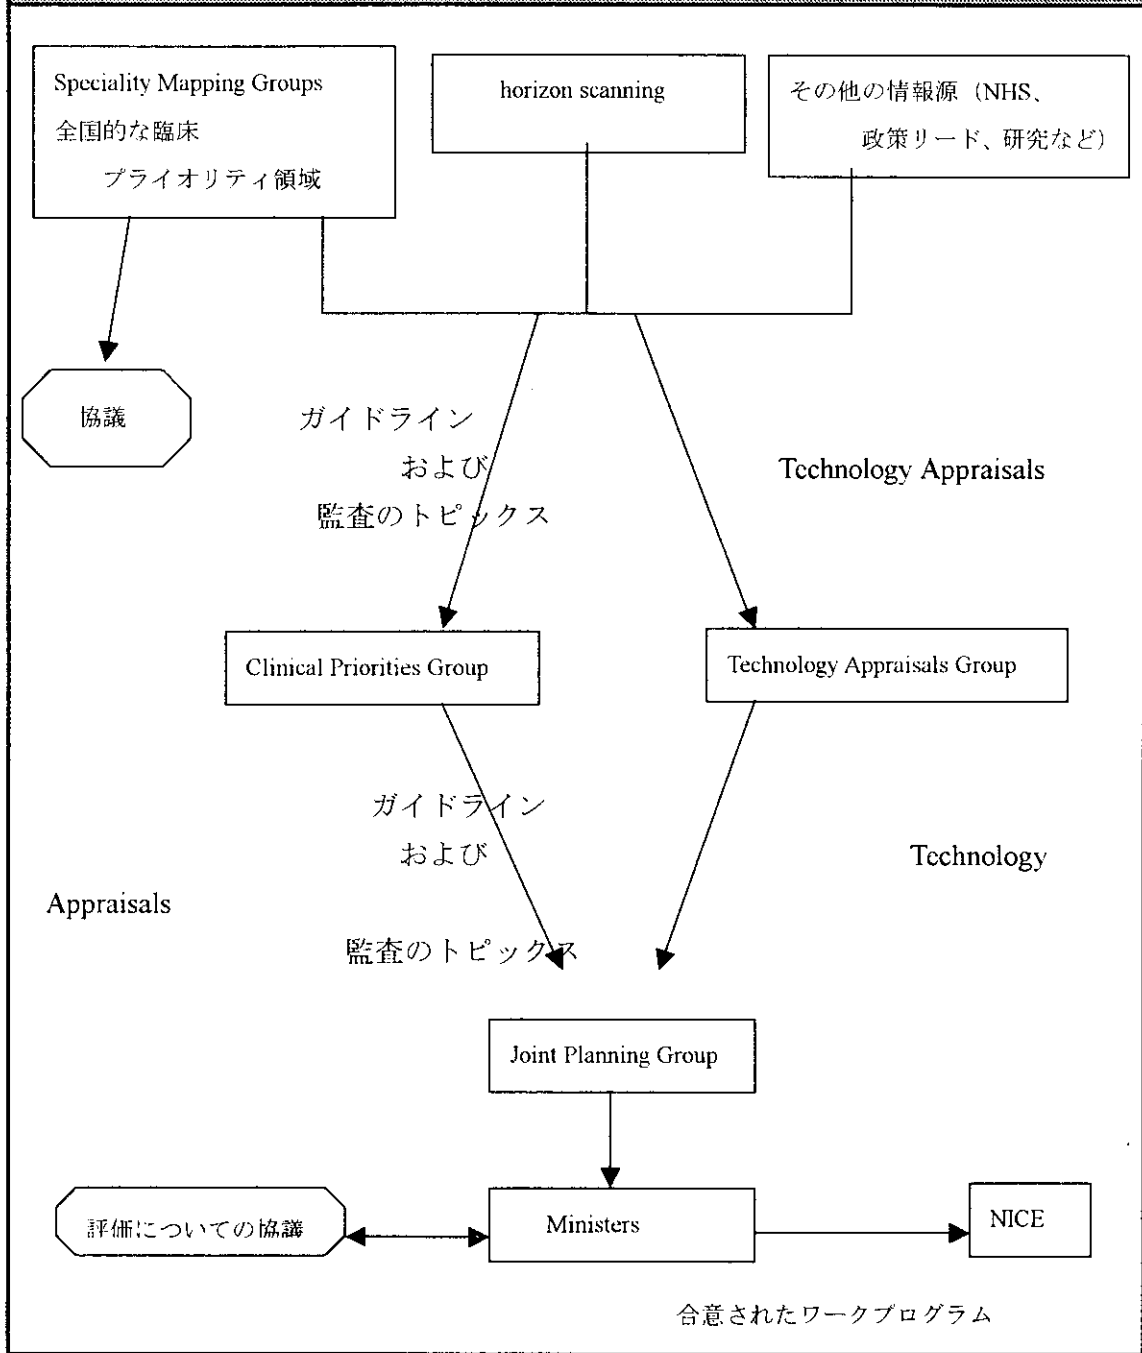 Speciality Mapping Groups
全国的な臨床
プライオリティ領域
horizon scanning
その他の情報源（NHS、
政策リード、研究など）
協議
ガイドライン
および
監査のトピックス
Technology Appraisals
Clinical Priorities Group
Technology Appraisals Group
ガイドライン
および
Technology
Appraisals
監査のトピックス
Joint Planning Group
評価についての協議
Ministers
NICE
合意されたワークプログラム